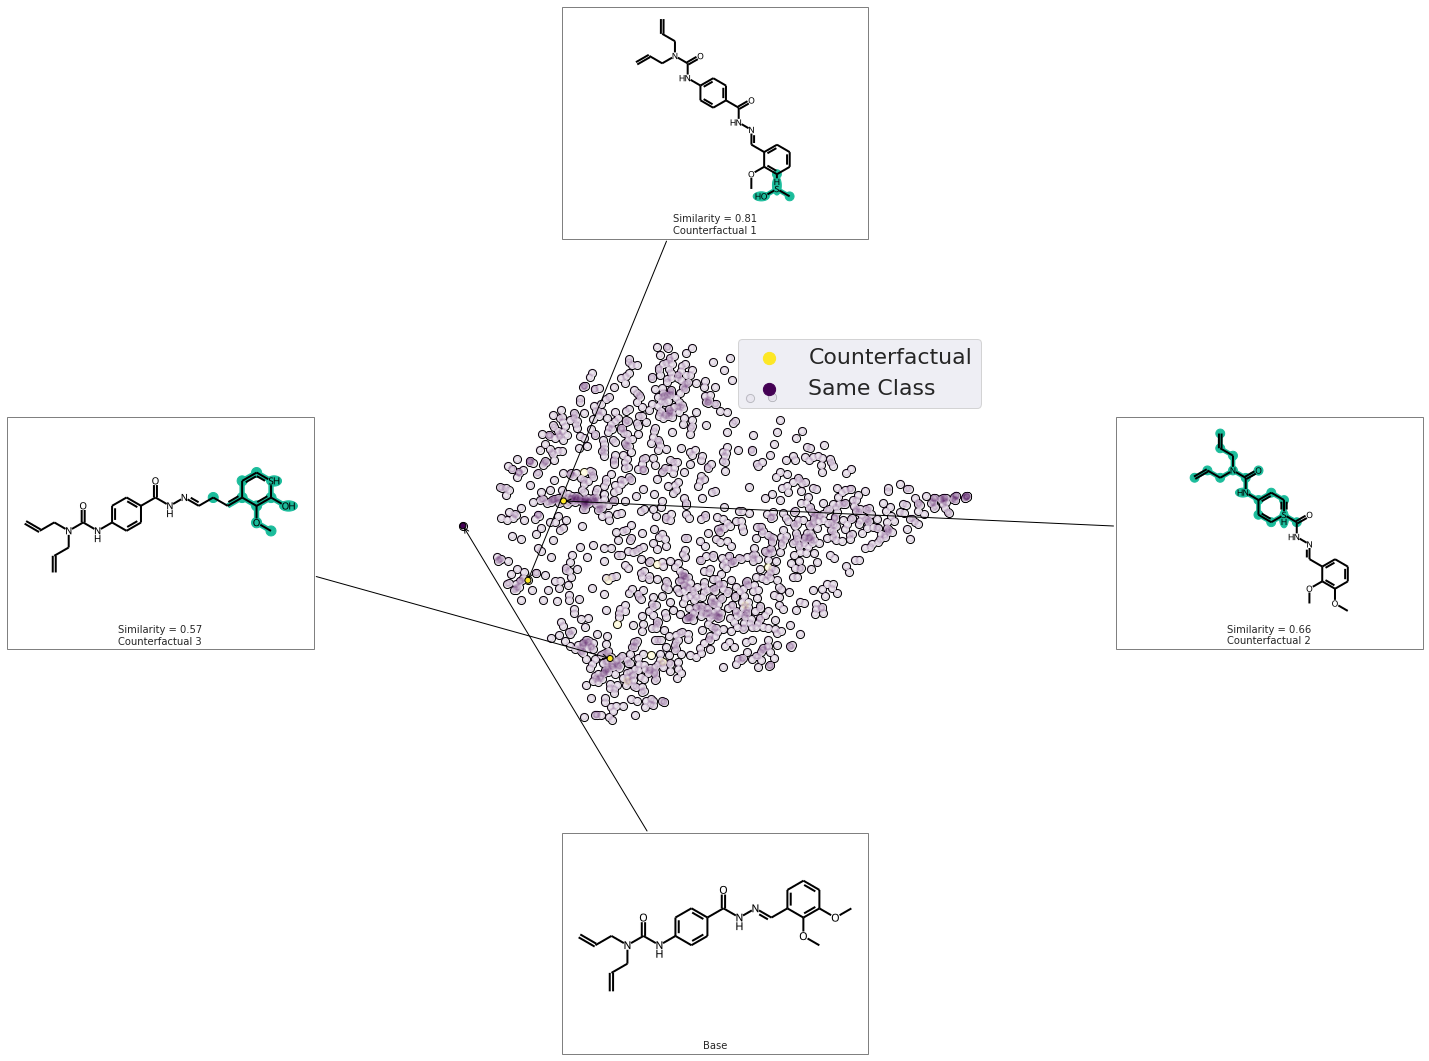 N
O
HN
O
HN
N
O
H
S
HO
Similarity = 0.81
Counterfactual 1
Counterfactual
Same Class
O
N
O
N
H
N
H
N
SH
OH
O
Similarity = 0.57
Counterfactual 3
N
O
HN
S
H
O
HN
N
O
O
Similarity = 0.66
Counterfactual 2
O
N
O
N
H
N
H
N
O
O
Base